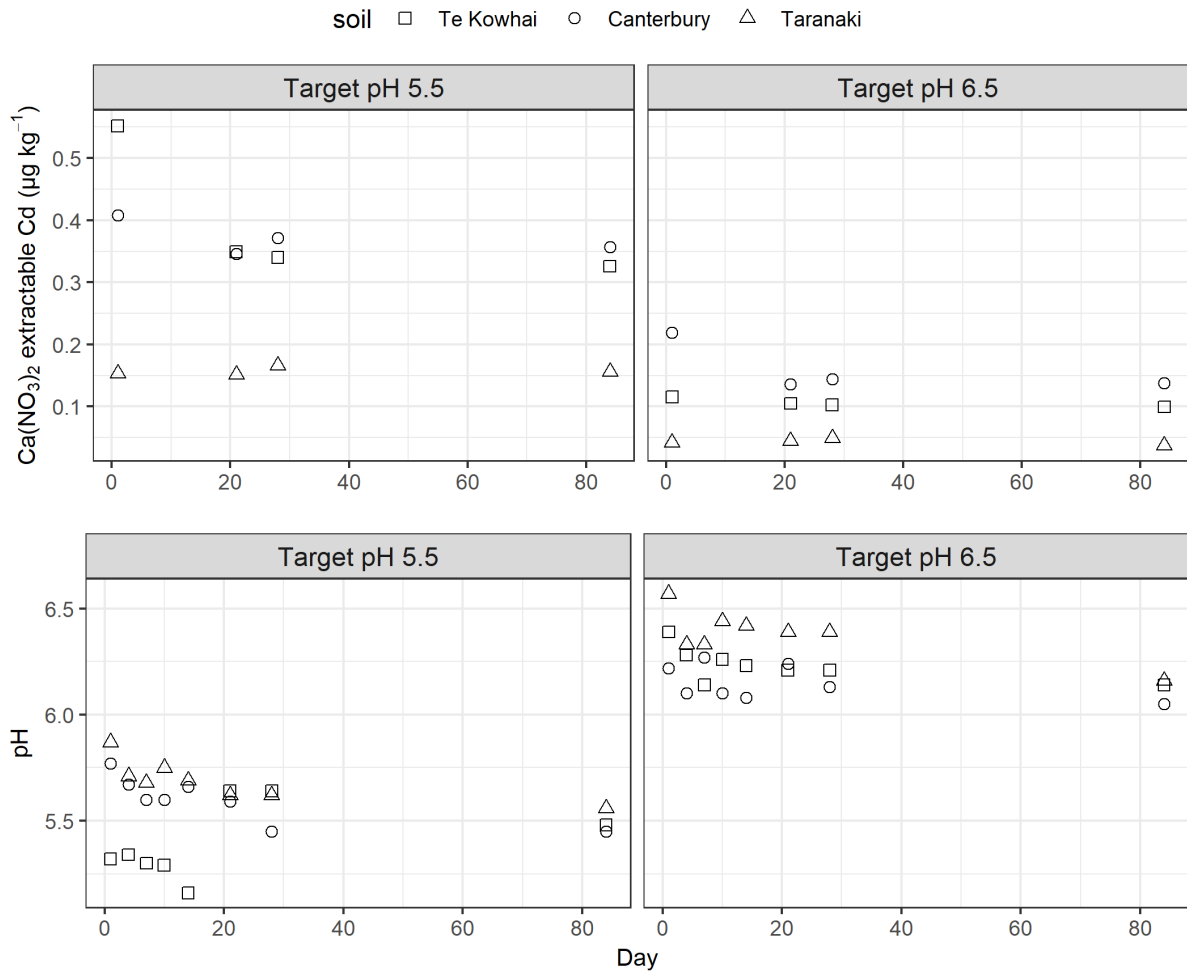 soil Te Kowhai Canterbury Taranaki
Target pH 5.5 Target pH 6.5
Ca(NO₃)₂ extractable Cd (µg kg⁻¹)
0.5
0.4
0.3
0.2
0.1
0 20 40 60 80 0 20 40 60 80
Target pH 5.5 Target pH 6.5
pH
6.5
6.0
5.5
0 20 40 60 80 0 20 40 60 80
Day